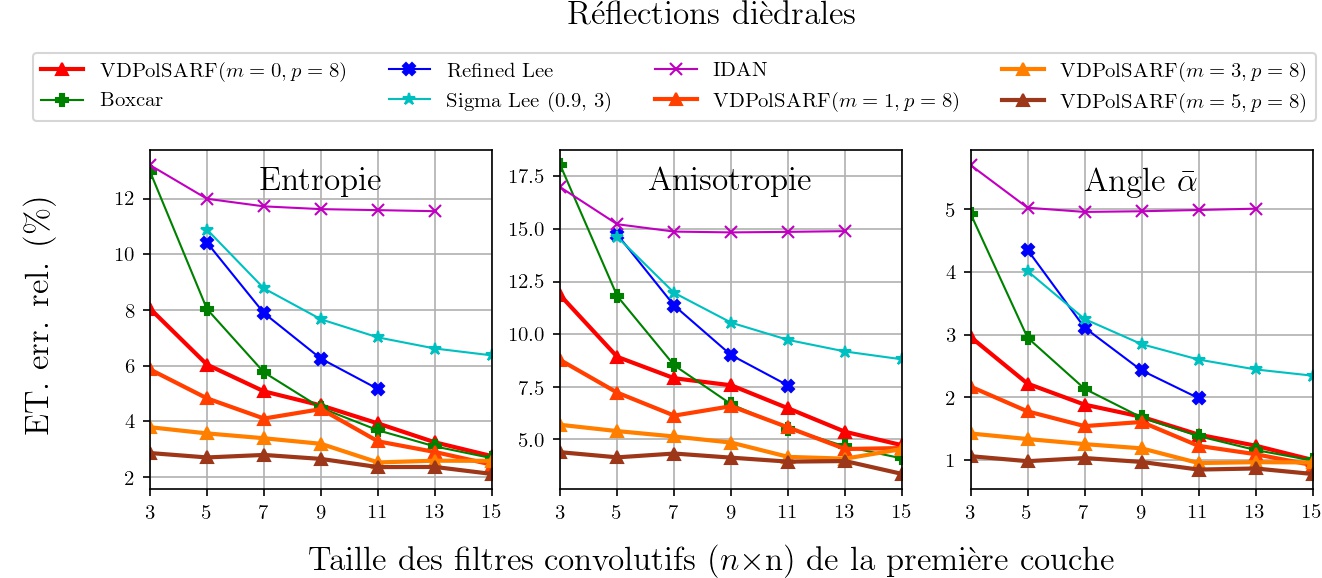 Réflections dièdrales
VDPolSARF(m = 0, p = 8) Refined Lee IDAN VDPolSARF(m = 3, p = 8)
Boxcar Sigma Lee (0.9, 3) VDPolSARF(m = 1, p = 8) VDPolSARF(m = 5, p = 8)
Entropie Anisotropie Angle ᾱ
12 10 8 6 4 2
17.5 15.0 12.5 10.0 7.5 5.0
5 4 3 2 1
ET. err. rel. (%)
3 5 7 9 11 13 15 3 5 7 9 11 13 15 3 5 7 9 11 13 15
Taille des filtres convolutifs (n×n) de la première couche